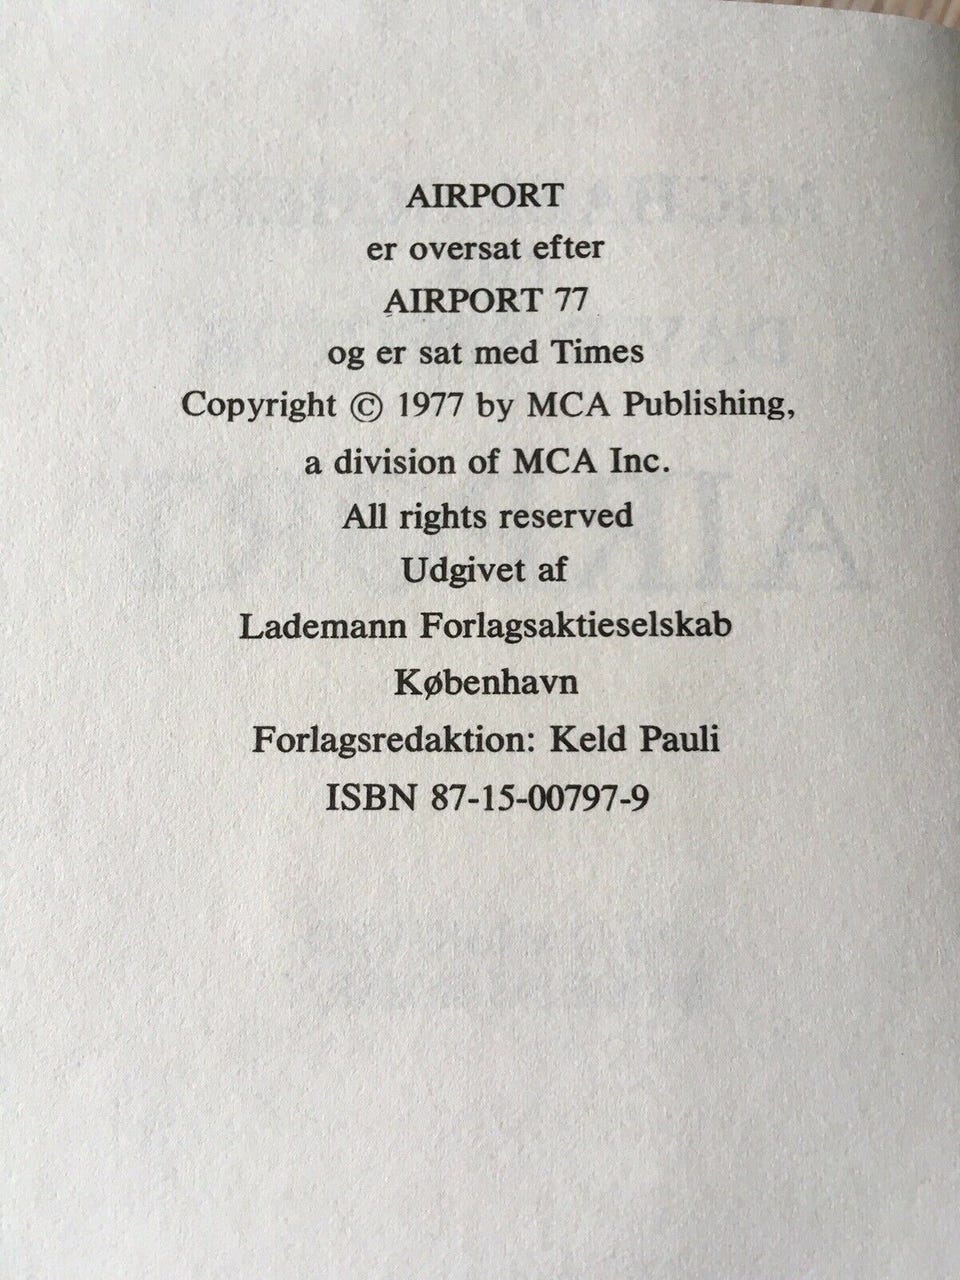 AIRPORT
er oversat efter
AIRPORT 77
og er sat med Times
Copyright © 1977 by MCA Publishing,
a division of MCA Inc.
All rights reserved
Udgivet af
Lademann Forlagsaktieselskab
København
Forlagsredaktion: Keld Pauli
ISBN 87-15-00797-9